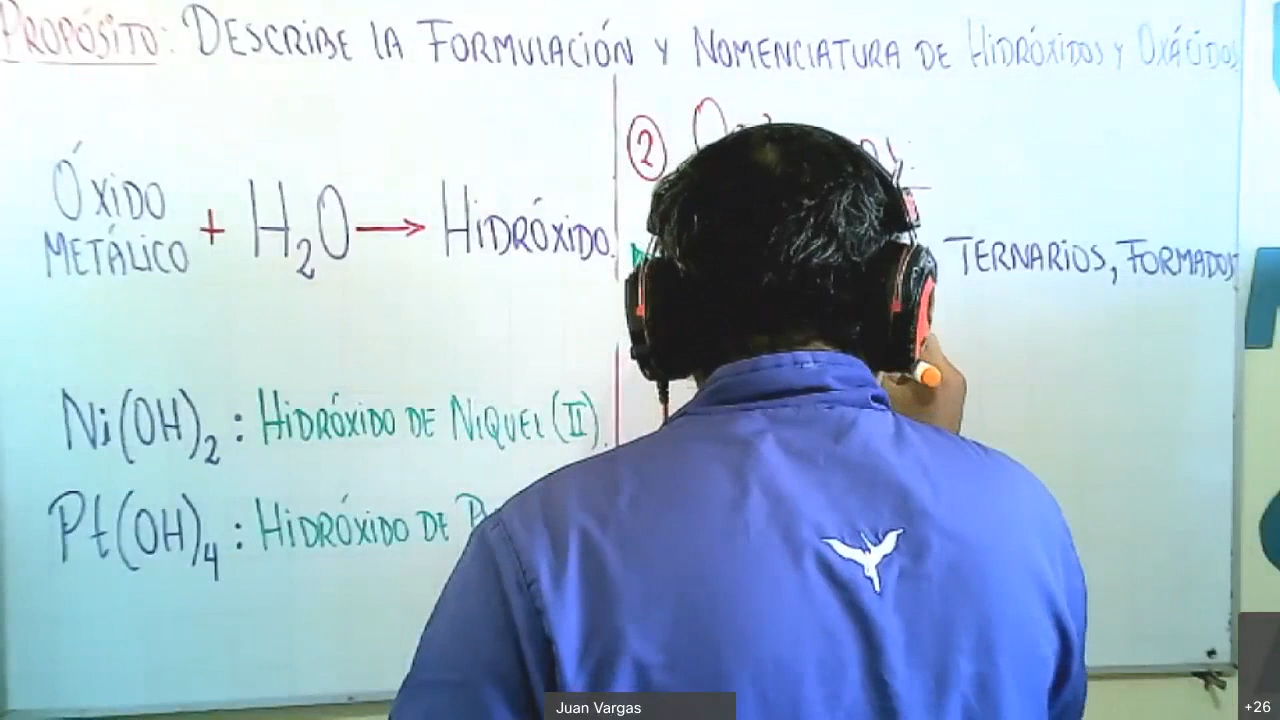 PROPÓSITO: DESCRIBE LA FORMULACIÓN Y NOMENCLATURA DE HIDRÓXIDOS Y OXÁCIDOS
ÓXIDO METÁLICO + H₂O → HIDRÓXIDO.
Ni(OH)₂ : HIDRÓXIDO DE NIQUEL (II).
Pt(OH)₄ : HIDRÓXIDO DE
②
TERNARIOS, FORMADOS
Juan Vargas
+26